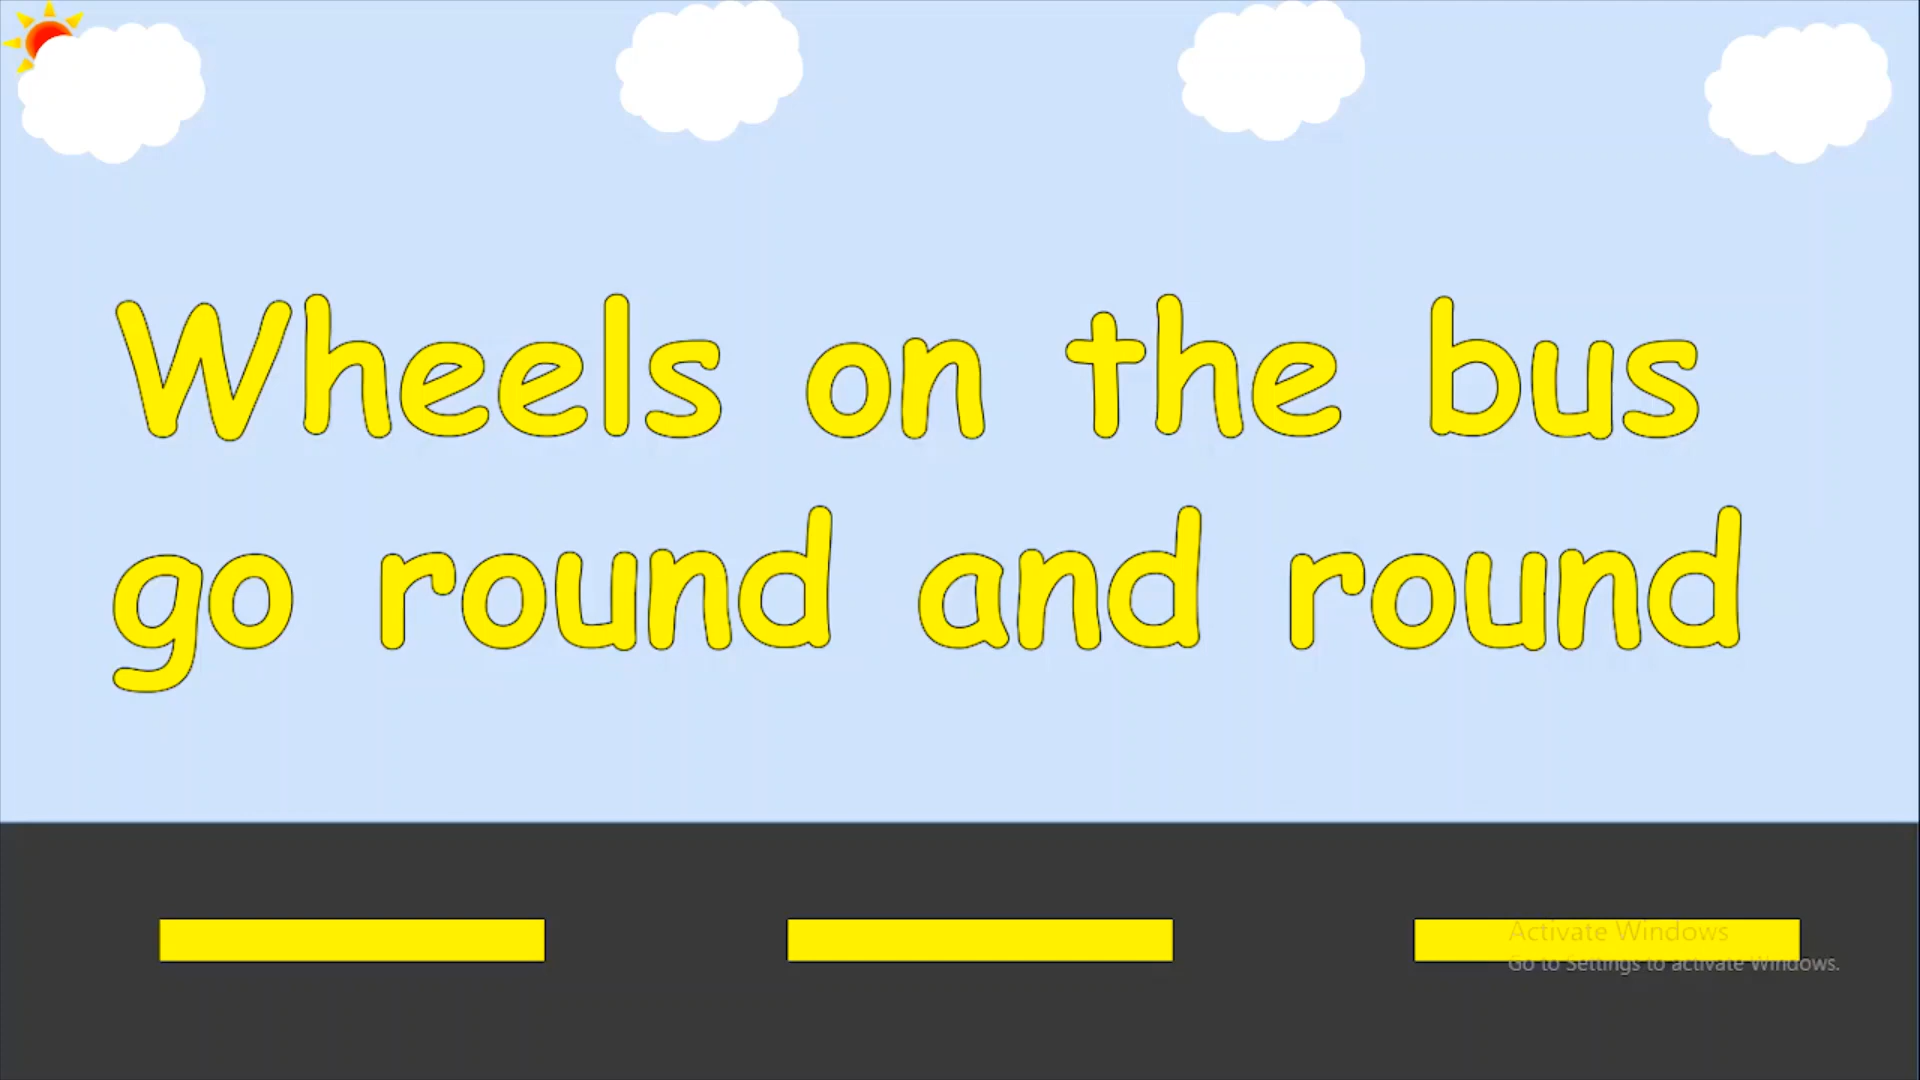 Wheels on the bus
go round and round
Activate Windows
Go to Settings to activate Windows.